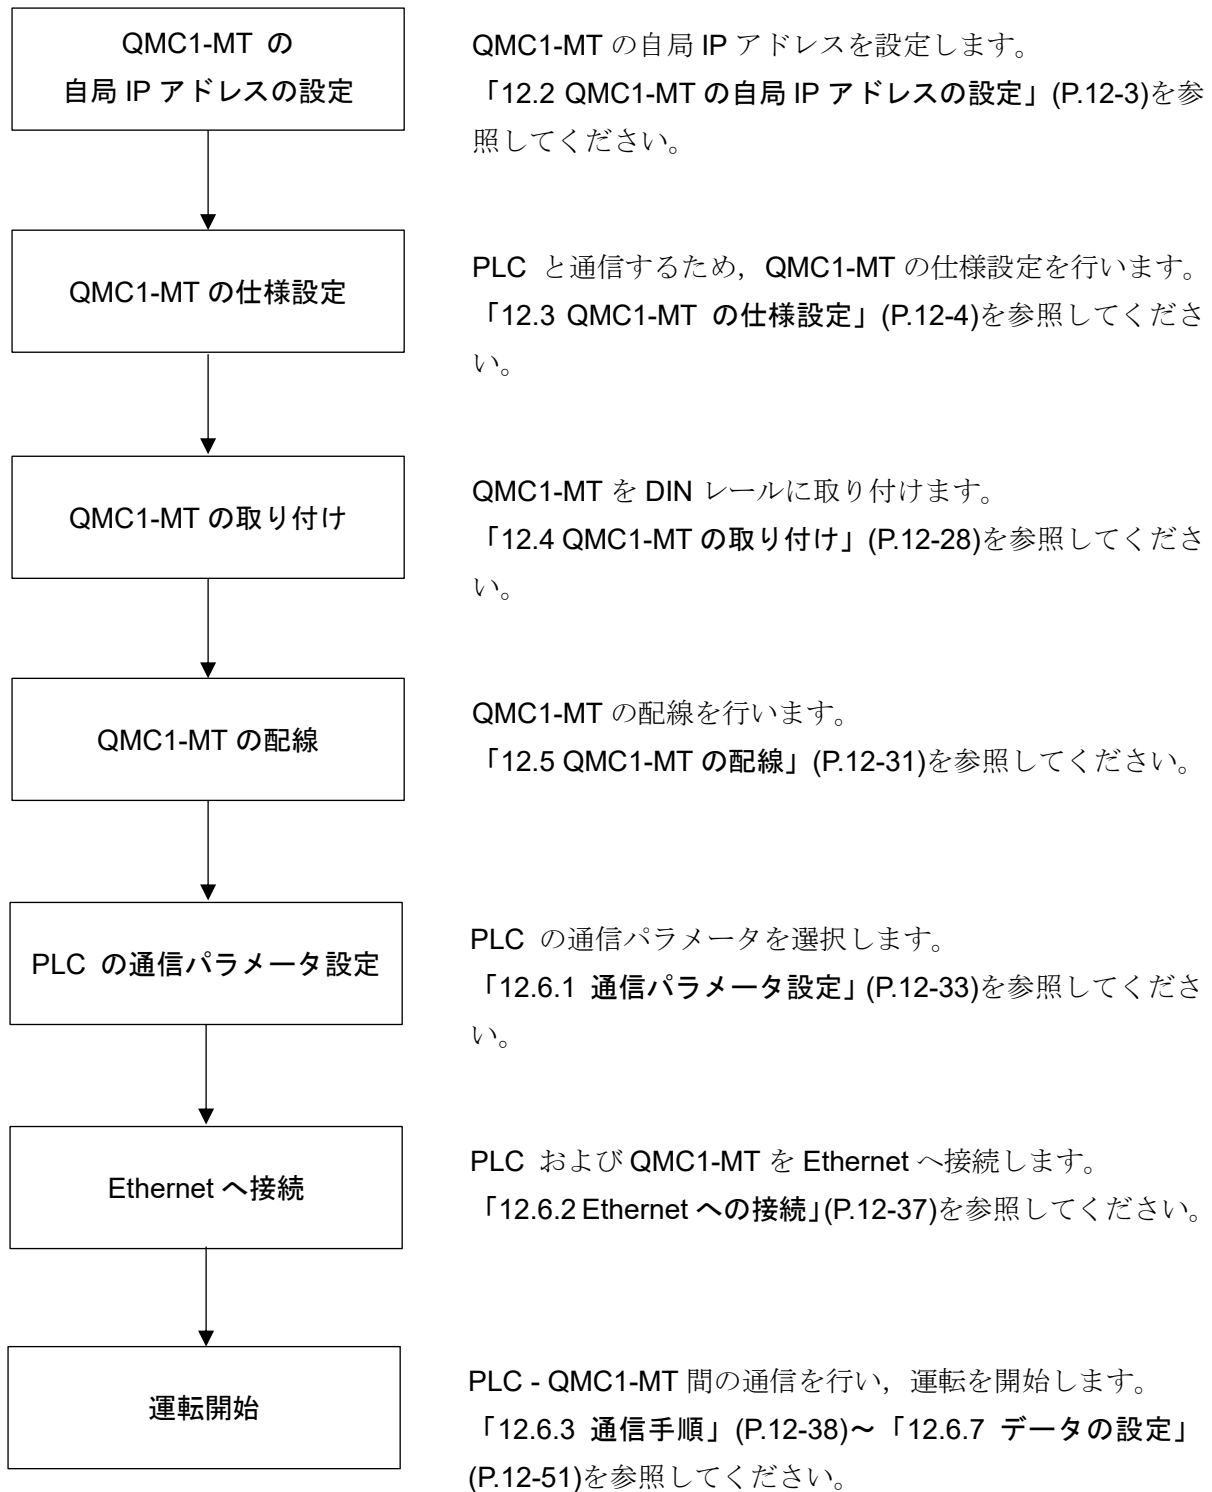 QMC1-MT の
自局 IP アドレスの設定
QMC1-MT の自局 IP アドレスを設定します。
「12.2 QMC1-MT の自局 IP アドレスの設定」(P.12-3)を参
照してください。
QMC1-MT の仕様設定
PLC と通信するため，QMC1-MT の仕様設定を行います。
「12.3 QMC1-MT の仕様設定」(P.12-4)を参照してくださ
い。
QMC1-MT の取り付け
QMC1-MT を DIN レールに取り付けます。
「12.4 QMC1-MT の取り付け」(P.12-28)を参照してくださ
い。
QMC1-MT の配線
QMC1-MT の配線を行います。
「12.5 QMC1-MT の配線」(P.12-31)を参照してください。
PLC の通信パラメータ設定
PLC の通信パラメータを選択します。
「12.6.1 通信パラメータ設定」(P.12-33)を参照してくださ
い。
Ethernet へ接続
PLC および QMC1-MT を Ethernet へ接続します。
「12.6.2 Ethernet への接続」(P.12-37)を参照してください。
運転開始
PLC - QMC1-MT 間の通信を行い，運転を開始します。
「12.6.3 通信手順」(P.12-38)～「12.6.7 データの設定」
(P.12-51)を参照してください。